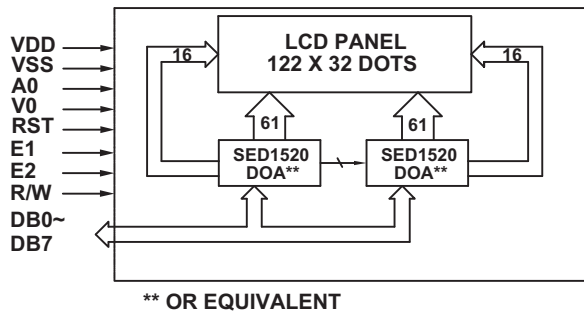 VDD
VSS
A0
V0
RST
E1
E2
R/W
DB0~
DB7
16
LCD PANEL
122 X 32 DOTS
16
61
61
SED1520
DOA**
SED1520
DOA**
** OR EQUIVALENT